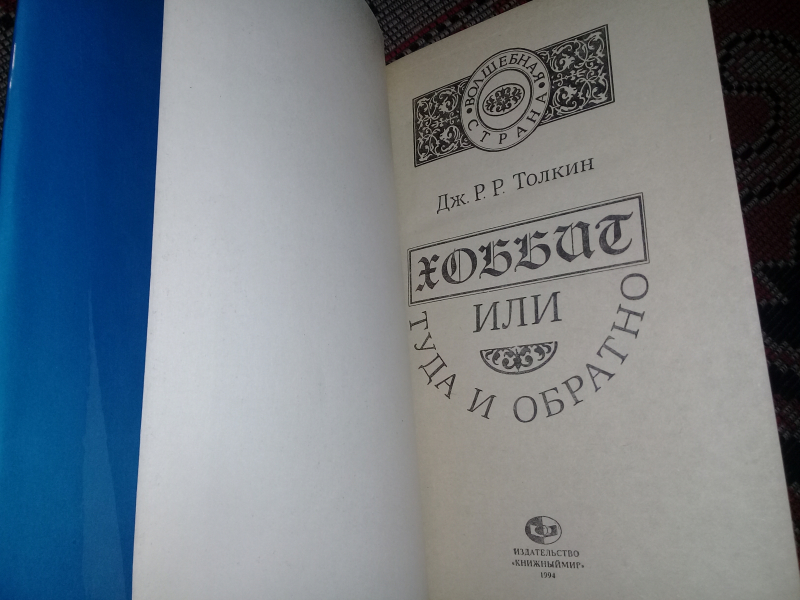 • ВОЛШЕБНАЯ •
СТРАНА
Дж. Р. Р. Толкин
ХОББИТ
ИЛИ
ТУДА И ОБРАТНО
ИЗДАТЕЛЬСТВО
«КНИЖНЫЙ МИР»
1994